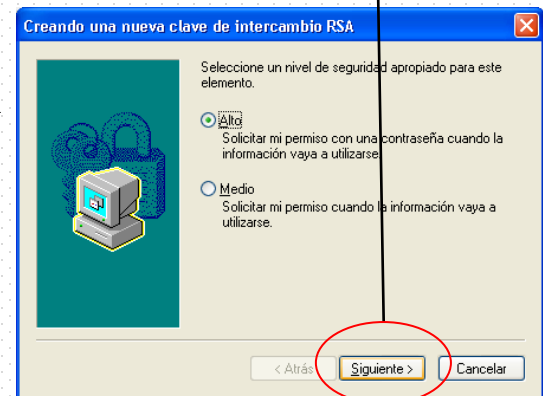 Creando una nueva clave de intercambio RSA
Seleccione un nivel de seguridad apropiado para este
elemento.
Alto
Solicitar mi permiso con una contraseña cuando la
información vaya a utilizarse.
Medio
Solicitar mi permiso cuando la información vaya a
utilizarse.
< Atrás
Siguiente >
Cancelar